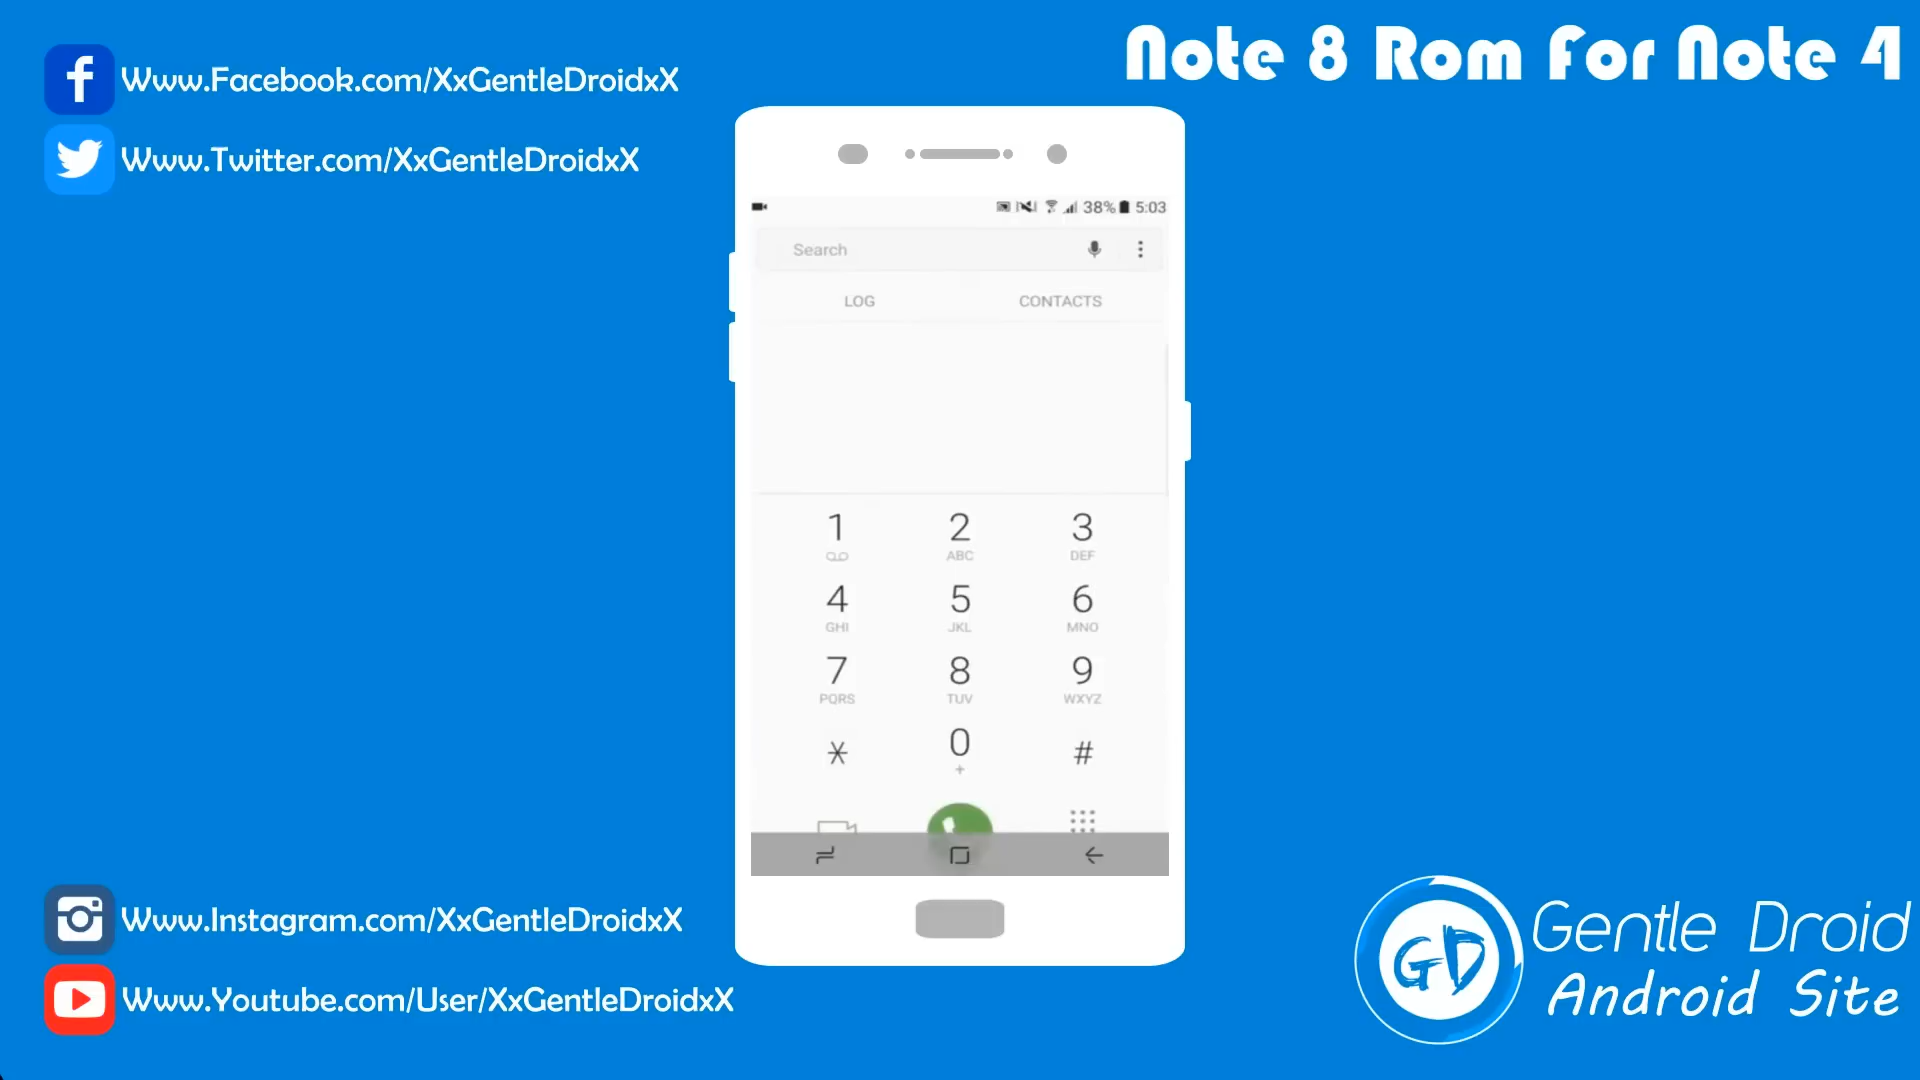 Note 8 Rom For Note 4
Www.Facebook.com/XxGentleDroidxX
Www.Twitter.com/XxGentleDroidxX
38% 5:03
Search
LOG CONTACTS
1 2 3
ABC DEF
4 5 6
GHI JKL MNO
7 8 9
PQRS TUV WXYZ
* 0 #
+
Www.Instagram.com/XxGentleDroidxX
Www.Youtube.com/User/XxGentleDroidxX
GD
Gentle Droid
Android Site